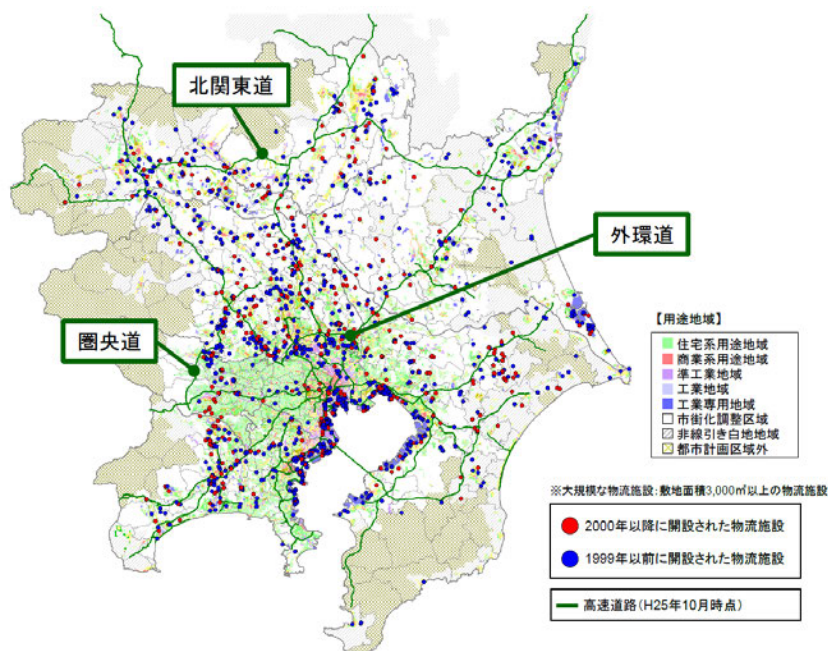 北関東道
外環道
圏央道
【用途地域】
住宅系用途地域
商業系用途地域
準工業地域
工業地域
工業専用地域
市街化調整区域
非線引き白地地域
都市計画区域外
※大規模な物流施設:敷地面積3,000㎡以上の物流施設
2000年以降に開設された物流施設
1999年以前に開設された物流施設
高速道路(H25年10月時点)